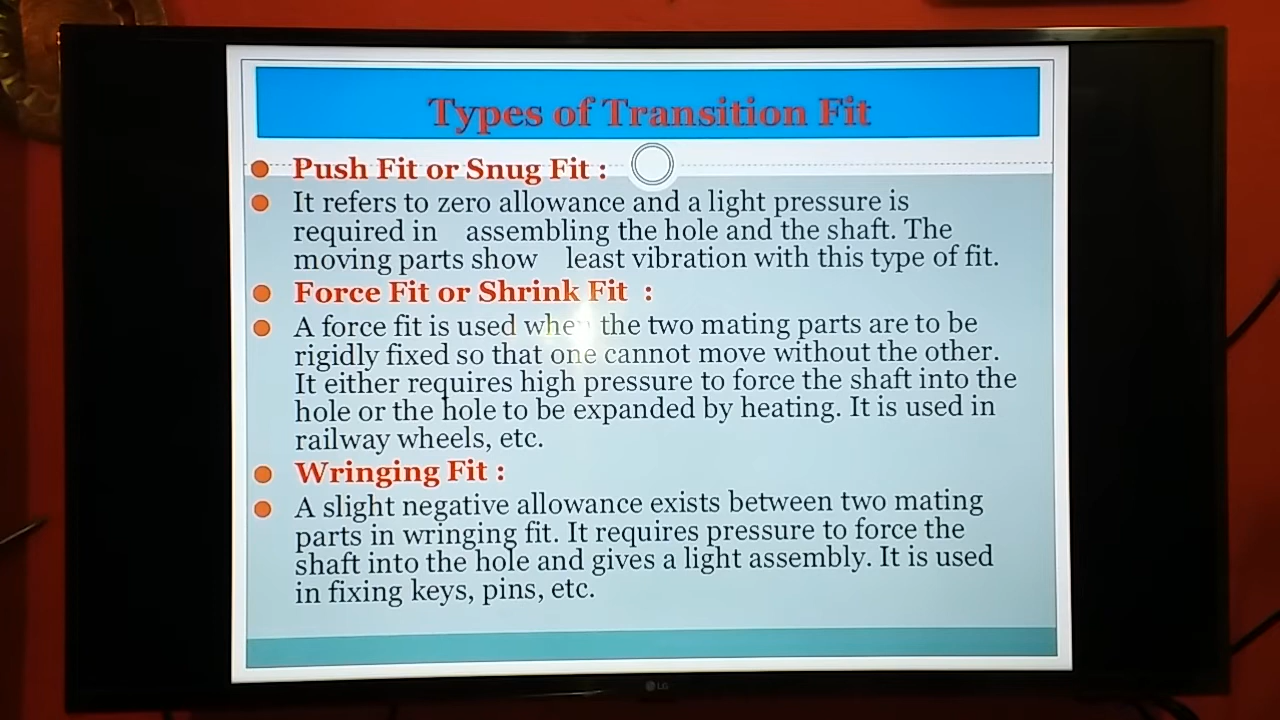 Types of Transition Fit
Push Fit or Snug Fit :
It refers to zero allowance and a light pressure is
required in assembling the hole and the shaft. The
moving parts show least vibration with this type of fit.
Force Fit or Shrink Fit :
A force fit is used when the two mating parts are to be
rigidly fixed so that one cannot move without the other.
It either requires high pressure to force the shaft into the
hole or the hole to be expanded by heating. It is used in
railway wheels, etc.
Wringing Fit :
A slight negative allowance exists between two mating
parts in wringing fit. It requires pressure to force the
shaft into the hole and gives a light assembly. It is used
in fixing keys, pins, etc.
LG